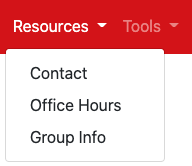 Resources Tools
Contact
Office Hours
Group Info